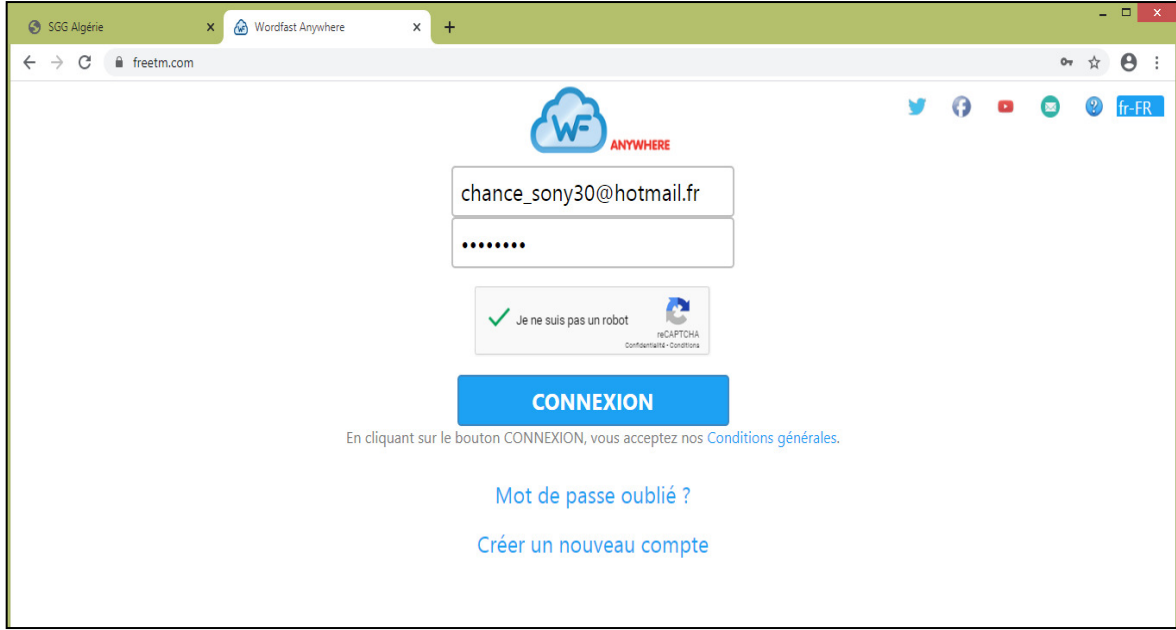 SGG Algérie
Wordfast Anywhere
freetm.com
WF
ANYWHERE
fr-FR
chance_sony30@hotmail.fr
••••••••
Je ne suis pas un robot
reCAPTCHA
Confidentialité - Conditions
CONNEXION
En cliquant sur le bouton CONNEXION, vous acceptez nos Conditions générales.
Mot de passe oublié ?
Créer un nouveau compte